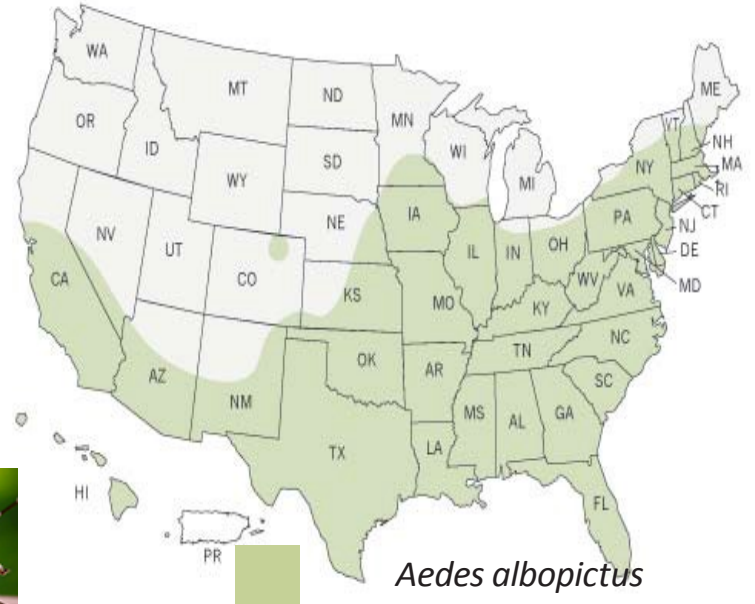 WA
MT
ND
MN
ME
OR
ID
SD
WI
VT
NH
WY
MI
NY
MA
RI
CT
NE
IA
PA
NJ
NV
UT
CO
IL
IN
OH
DE
MD
CA
KS
MO
WV
VA
KY
NC
AZ
NM
OK
AR
TN
SC
TX
LA
MS
AL
GA
FL
HI
PR
Aedes albopictus